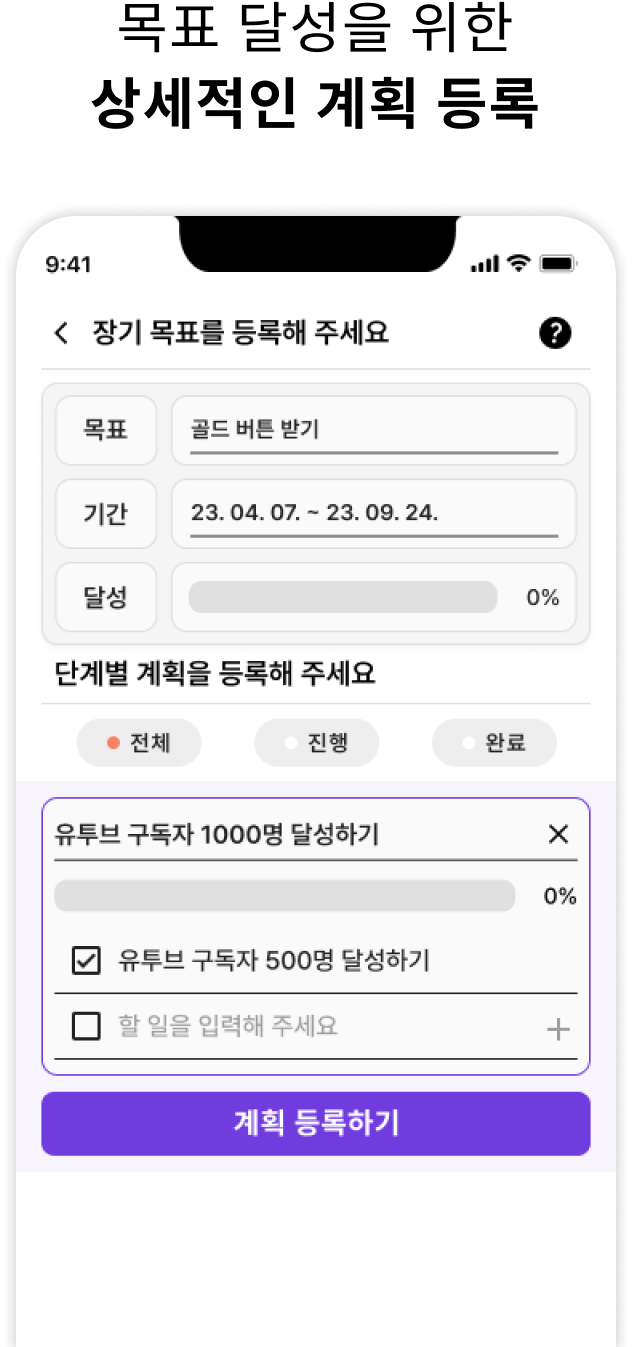 목표 달성을 위한
상세적인 계획 등록
9:41
장기 목표를 등록해 주세요 ?
목표 골드 버튼 받기
기간 23. 04. 07. ~ 23. 09. 24.
달성 0%
단계별 계획을 등록해 주세요
전체 진행 완료
유튜브 구독자 1000명 달성하기
0%
유튜브 구독자 500명 달성하기
할 일을 입력해 주세요
계획 등록하기